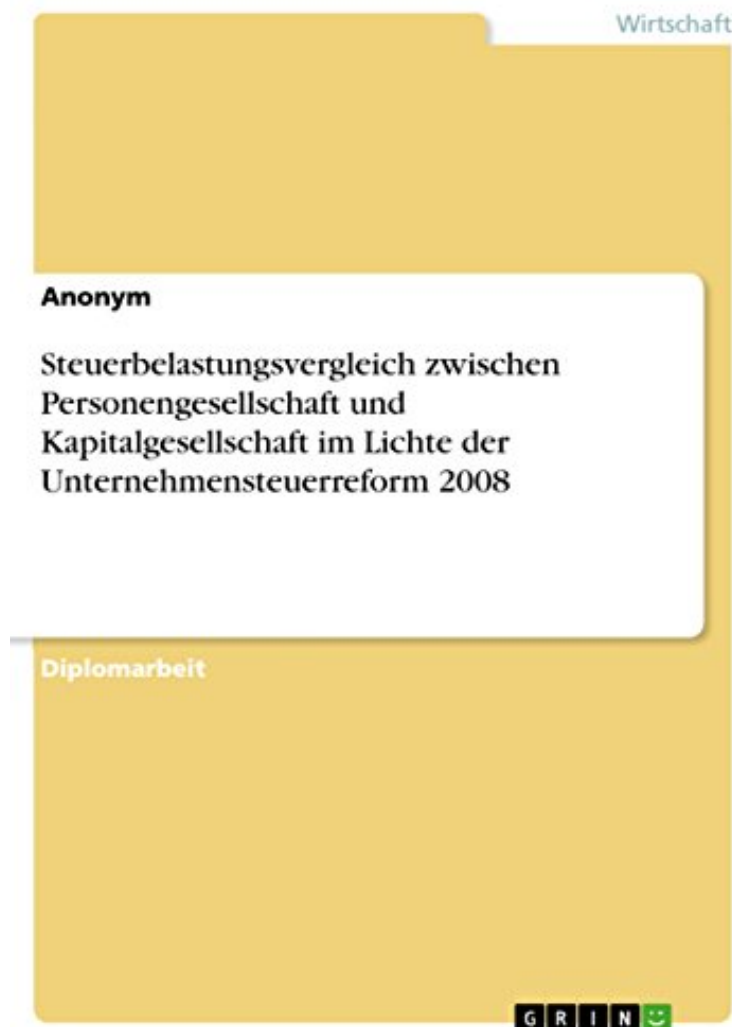 Wirtschaft
Anonym
Steuerbelastungsvergleich zwischen
Personengesellschaft und
Kapitalgesellschaft im Lichte der
Unternehmensteuerreform 2008
Diplomarbeit
GRIN